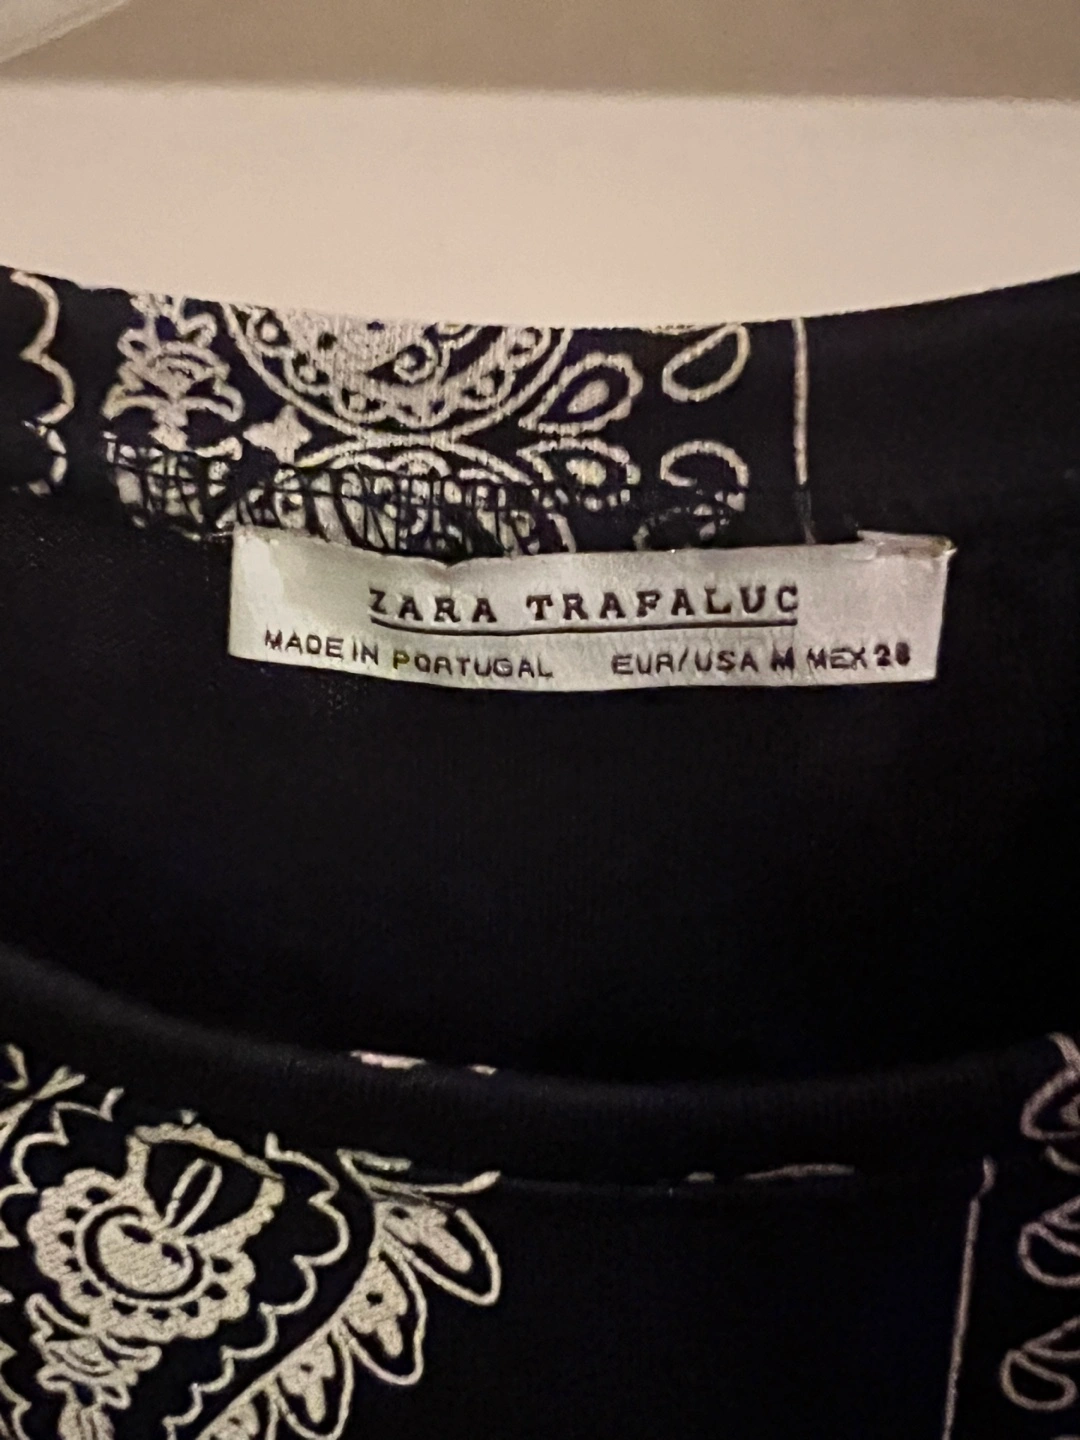 ZARA TRAFALUC
MADE IN PORTUGAL EUR/USA M MEX 28